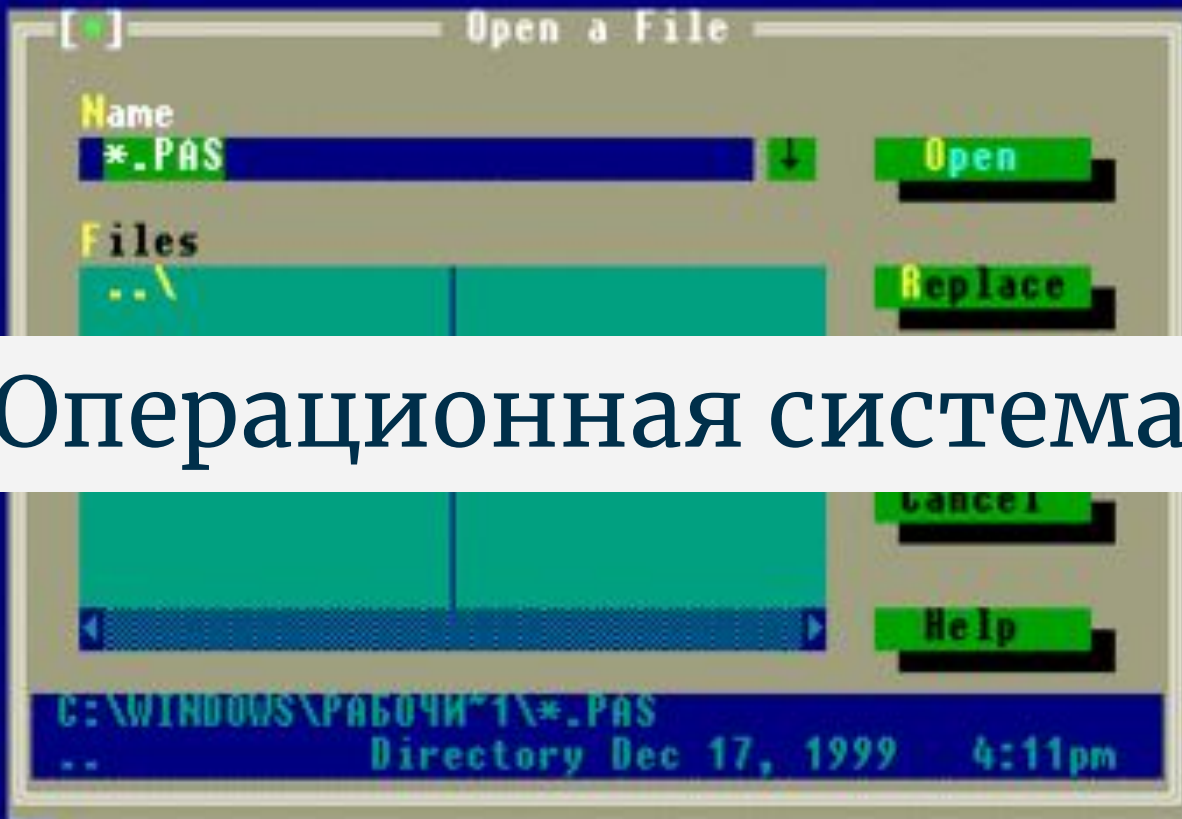 [■] Open a File
Name
*.PAS ↓ Open
Files
..\ Replace
Операционная система
Cancel
Help
C:\WINDOWS\РАБОЧИ~1\*.PAS
.. Directory Dec 17, 1999 4:11pm